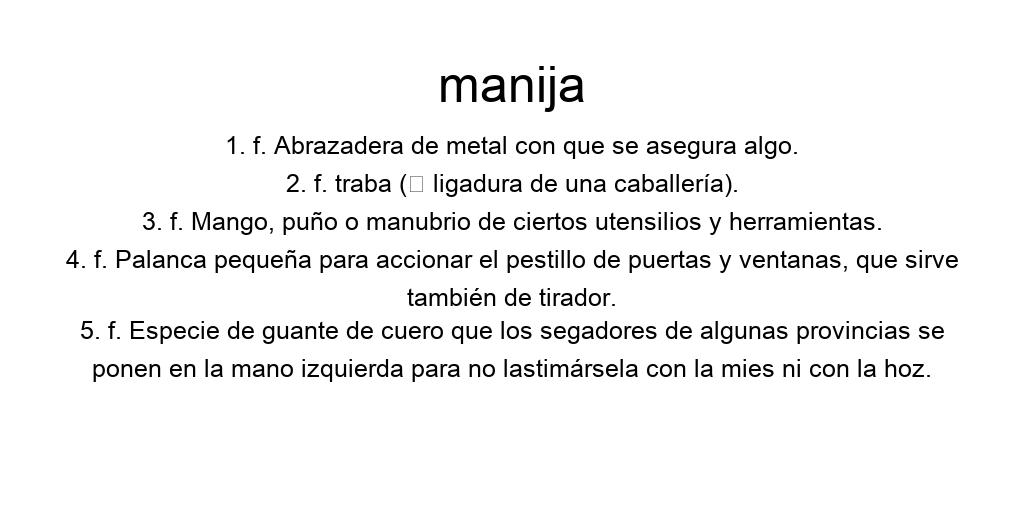 manija
1. f. Abrazadera de metal con que se asegura algo.
2. f. traba (□ ligadura de una caballería).
3. f. Mango, puño o manubrio de ciertos utensilios y herramientas.
4. f. Palanca pequeña para accionar el pestillo de puertas y ventanas, que sirve
también de tirador.
5. f. Especie de guante de cuero que los segadores de algunas provincias se
ponen en la mano izquierda para no lastimársela con la mies ni con la hoz.